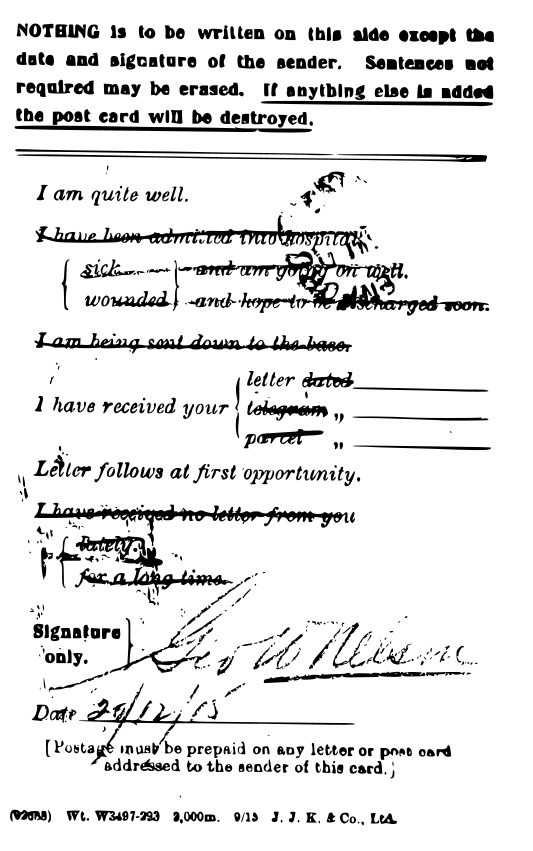 NOTHING is to be written on this side except the
date and signature of the sender. Sentences not
required may be erased. If anything else is added
the post card will be destroyed.
I am quite well.
I have been admitted into hospital
sick and am going on well.
wounded and hope to be discharged soon.
I am being sent down to the base.
letter dated
I have received your telegram „
parcel „
Letter follows at first opportunity.
I have received no letter from you
lately.
for a long time.
Signature
only.
Geo W Nelson
Date 29/12/15
[Postage must be prepaid on any letter or post card
addressed to the sender of this card.]
Wt. W3497-293 2,000m. 9/15 J. J. K. & Co., Ltd.